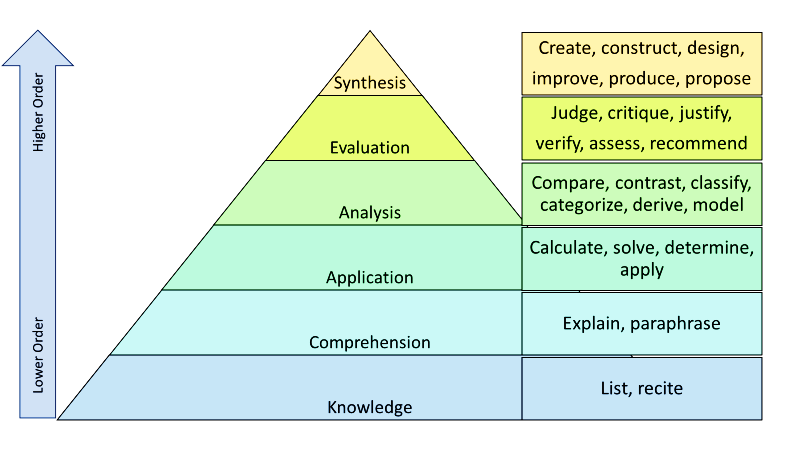 Higher Order
Lower Order
Synthesis
Create, construct, design,
improve, produce, propose
Evaluation
Judge, critique, justify,
verify, assess, recommend
Analysis
Compare, contrast, classify,
categorize, derive, model
Application
Calculate, solve, determine,
apply
Comprehension
Explain, paraphrase
Knowledge
List, recite